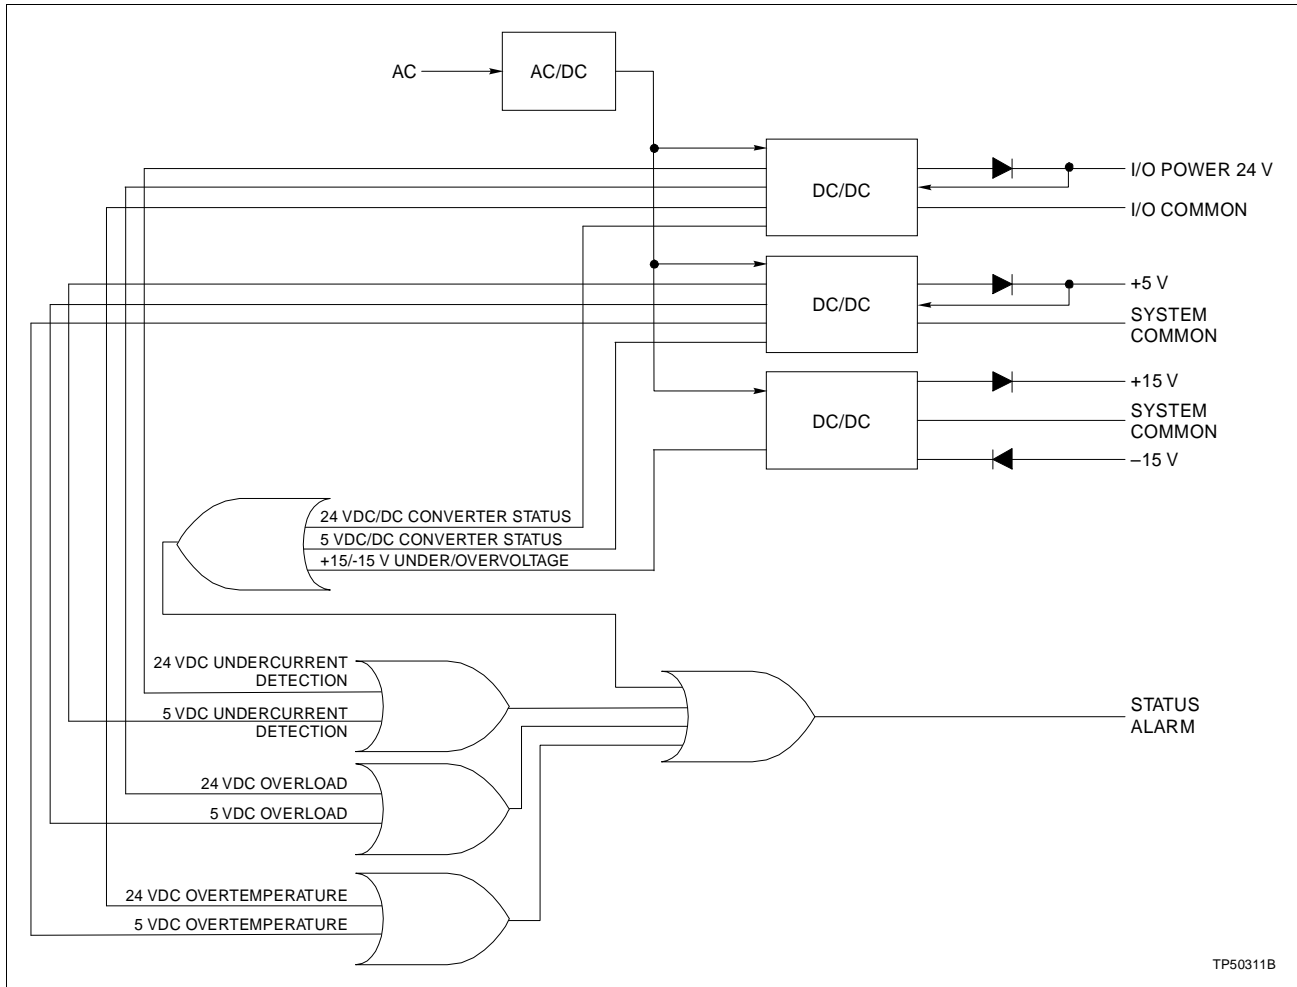 AC
AC/DC
DC/DC
I/O POWER 24 V
I/O COMMON
DC/DC
+5 V
SYSTEM
COMMON
DC/DC
+15 V
SYSTEM
COMMON
–15 V
24 VDC/DC CONVERTER STATUS
5 VDC/DC CONVERTER STATUS
+15/-15 V UNDER/OVERVOLTAGE
24 VDC UNDERCURRENT
DETECTION
5 VDC UNDERCURRENT
DETECTION
STATUS
ALARM
24 VDC OVERLOAD
5 VDC OVERLOAD
24 VDC OVERTEMPERATURE
5 VDC OVERTEMPERATURE
TP50311B